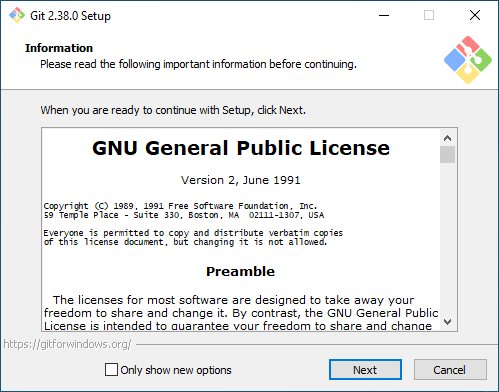 Git 2.38.0 Setup
Information
Please read the following important information before continuing.
When you are ready to continue with Setup, click Next.
GNU General Public License
Version 2, June 1991
Copyright (C) 1989, 1991 Free Software Foundation, Inc.
59 Temple Place - Suite 330, Boston, MA  02111-1307, USA
Everyone is permitted to copy and distribute verbatim copies
of this license document, but changing it is not allowed.
Preamble
The licenses for most software are designed to take away your
freedom to share and change it. By contrast, the GNU General Public
License is intended to guarantee your freedom to share and change
https://gitforwindows.org/
Only show new options
Next
Cancel